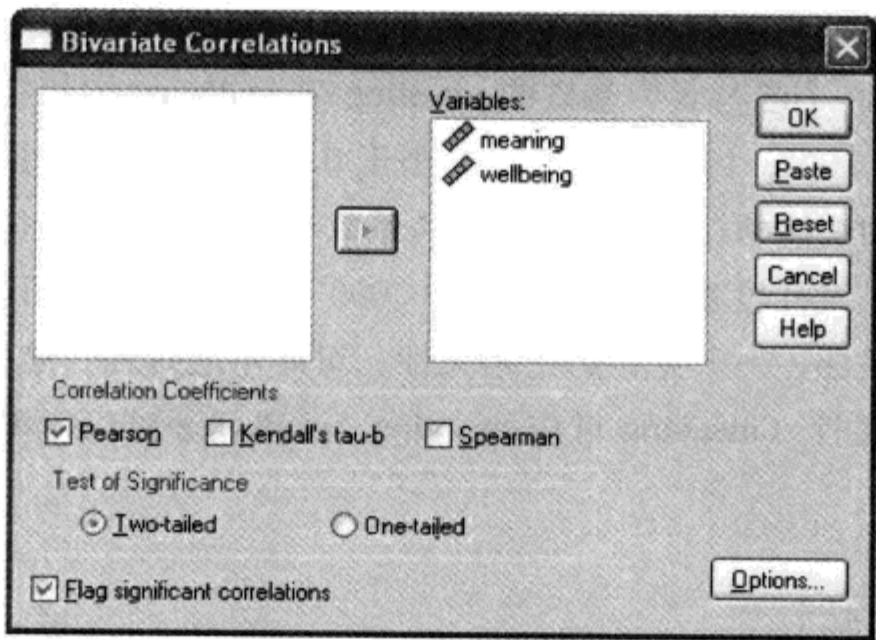 Bivariate Correlations
Variables:
meaning
wellbeing
OK
Paste
Reset
Cancel
Help
Correlation Coefficients
Pearson
Kendall's tau-b
Spearman
Test of Significance
Two-tailed
One-tailed
Flag significant correlations
Options...